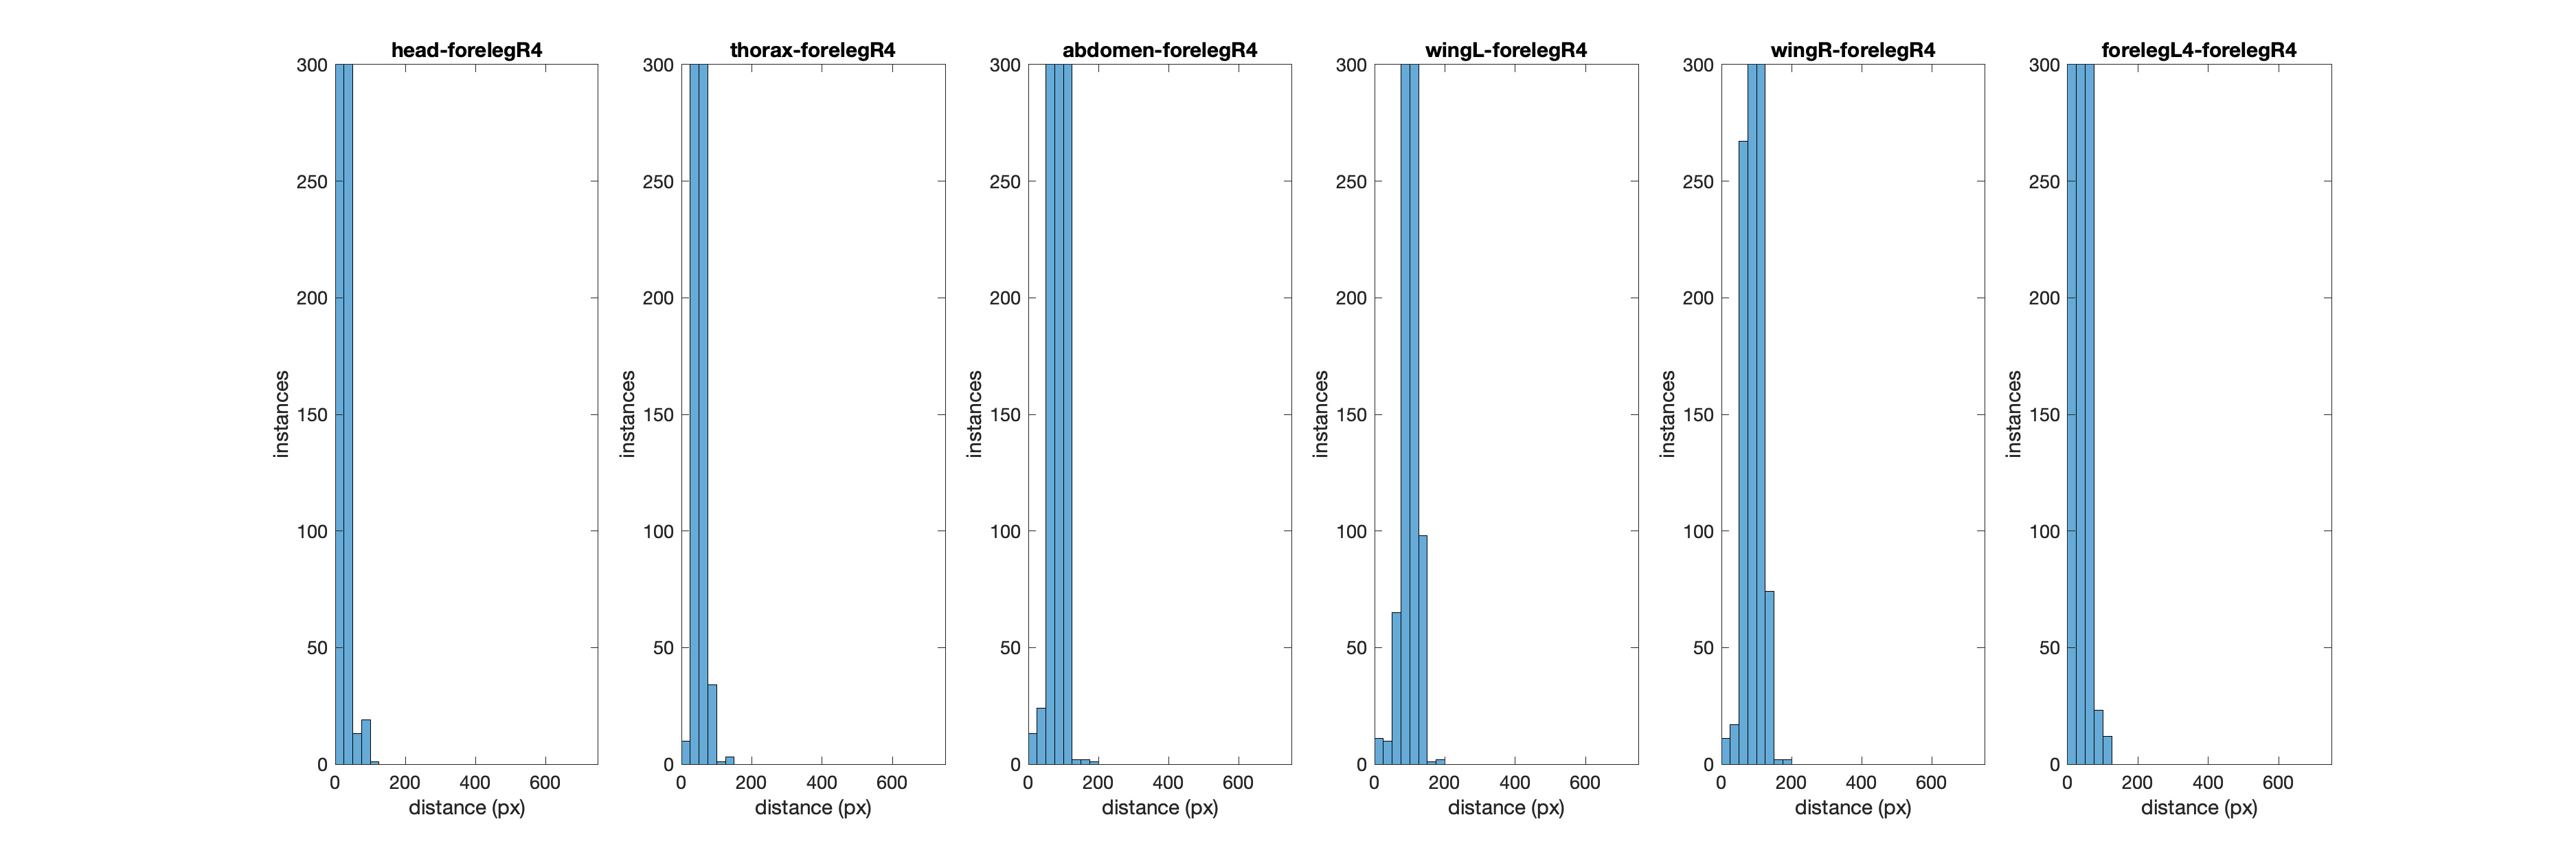 head-forelegR4
300
250
200
150
100
50
0
0 200 400 600
distance (px)
instances
thorax-forelegR4
300
250
200
150
100
50
0
0 200 400 600
distance (px)
instances
abdomen-forelegR4
300
250
200
150
100
50
0
0 200 400 600
distance (px)
instances
wingL-forelegR4
300
250
200
150
100
50
0
0 200 400 600
distance (px)
instances
wingR-forelegR4
300
250
200
150
100
50
0
0 200 400 600
distance (px)
instances
forelegL4-forelegR4
300
250
200
150
100
50
0
0 200 400 600
distance (px)
instances